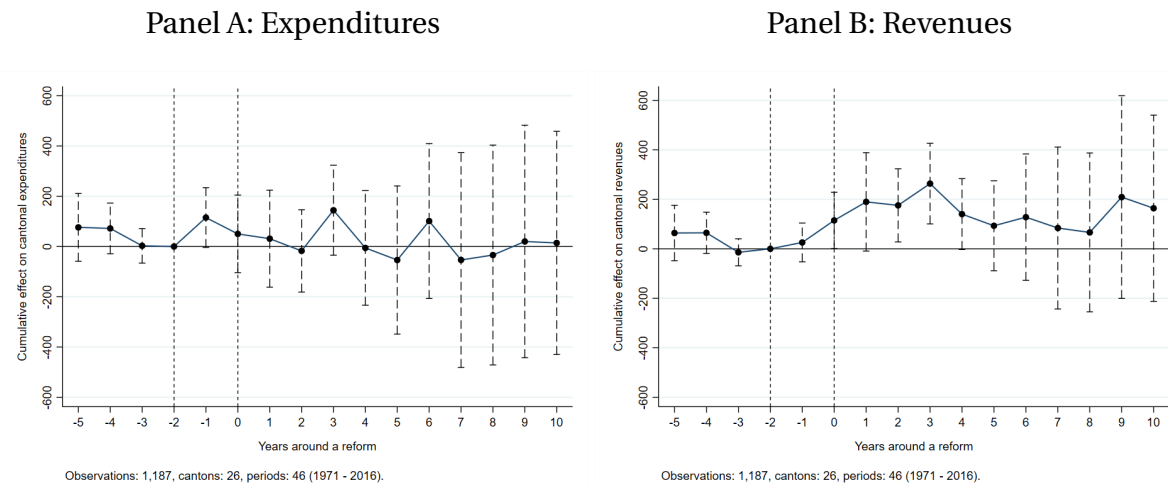 Panel A: Expenditures
Cumulative effect on cantonal expenditures
600
400
200
0
-200
-400
-600
-5 -4 -3 -2 -1 0 1 2 3 4 5 6 7 8 9 10
Years around a reform
Observations: 1,187, cantons: 26, periods: 46 (1971 - 2016).
Panel B: Revenues
Cumulative effect on cantonal revenues
600
400
200
0
-200
-400
-600
-5 -4 -3 -2 -1 0 1 2 3 4 5 6 7 8 9 10
Years around a reform
Observations: 1,187, cantons: 26, periods: 46 (1971 - 2016).